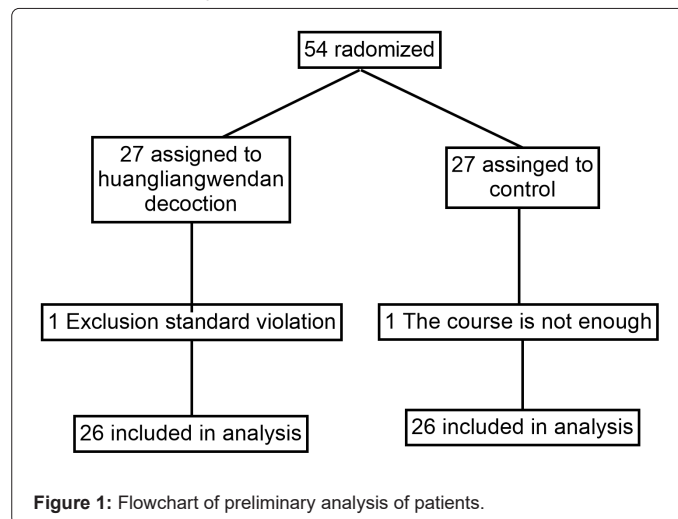 54 radomized
27 assigned to
huangliangwendan
decoction
27 assinged to
control
1 Exclusion standard violation
1 The course is not enough
26 included in analysis
26 included in analysis
Figure 1: Flowchart of preliminary analysis of patients.